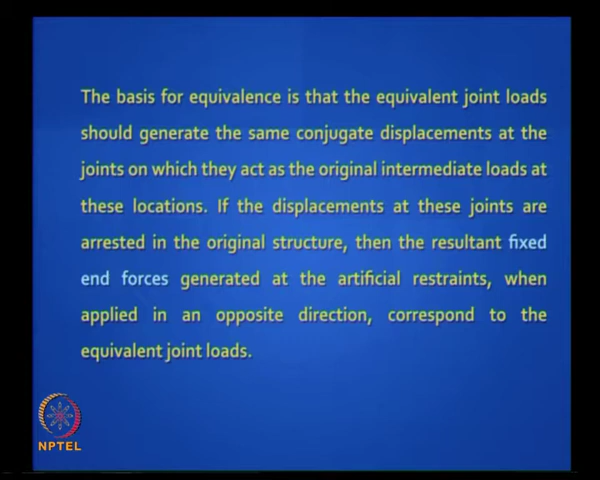 The basis for equivalence is that the equivalent joint loads
should generate the same conjugate displacements at the
joints on which they act as the original intermediate loads at
these locations. If the displacements at these joints are
arrested in the original structure, then the resultant fixed
end forces generated at the artificial restraints, when
applied in an opposite direction, correspond to the
equivalent joint loads.
NPTEL